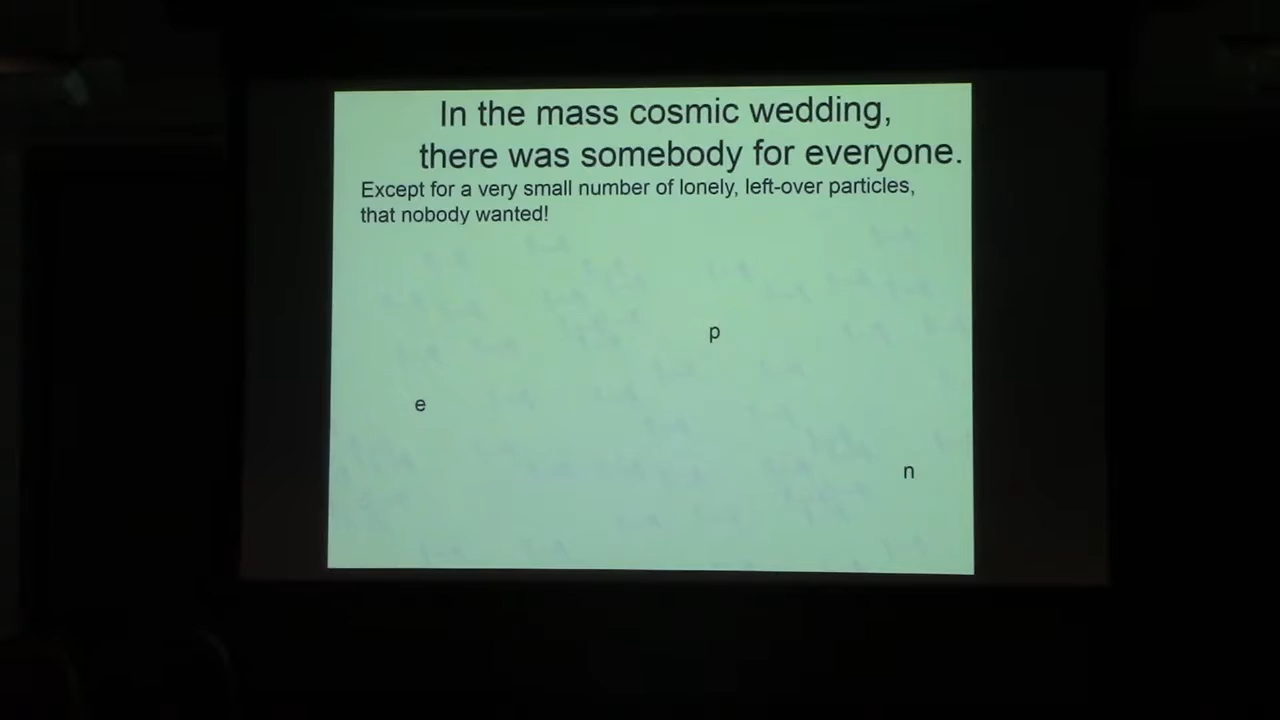 In the mass cosmic wedding,
there was somebody for everyone.
Except for a very small number of lonely, left-over particles,
that nobody wanted!
p
e
n